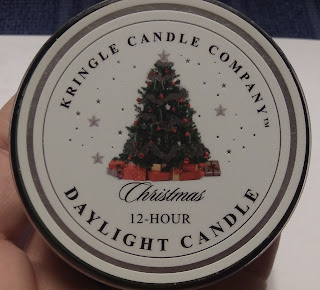 KRINGLE CANDLE COMPANY™
Christmas
12-HOUR
DAYLIGHT CANDLE